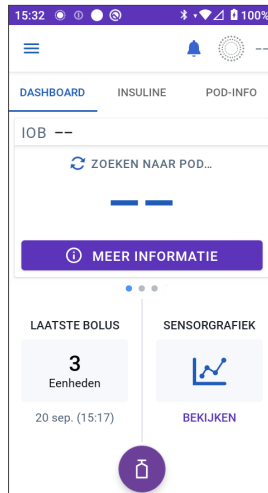 15:32 100%
--
DASHBOARD INSULINE POD-INFO
IOB --
ZOEKEN NAAR POD...
— —
MEER INFORMATIE
LAATSTE BOLUS SENSORGRAFIEK
3
Eenheden
20 sep. (15:17) BEKIJKEN